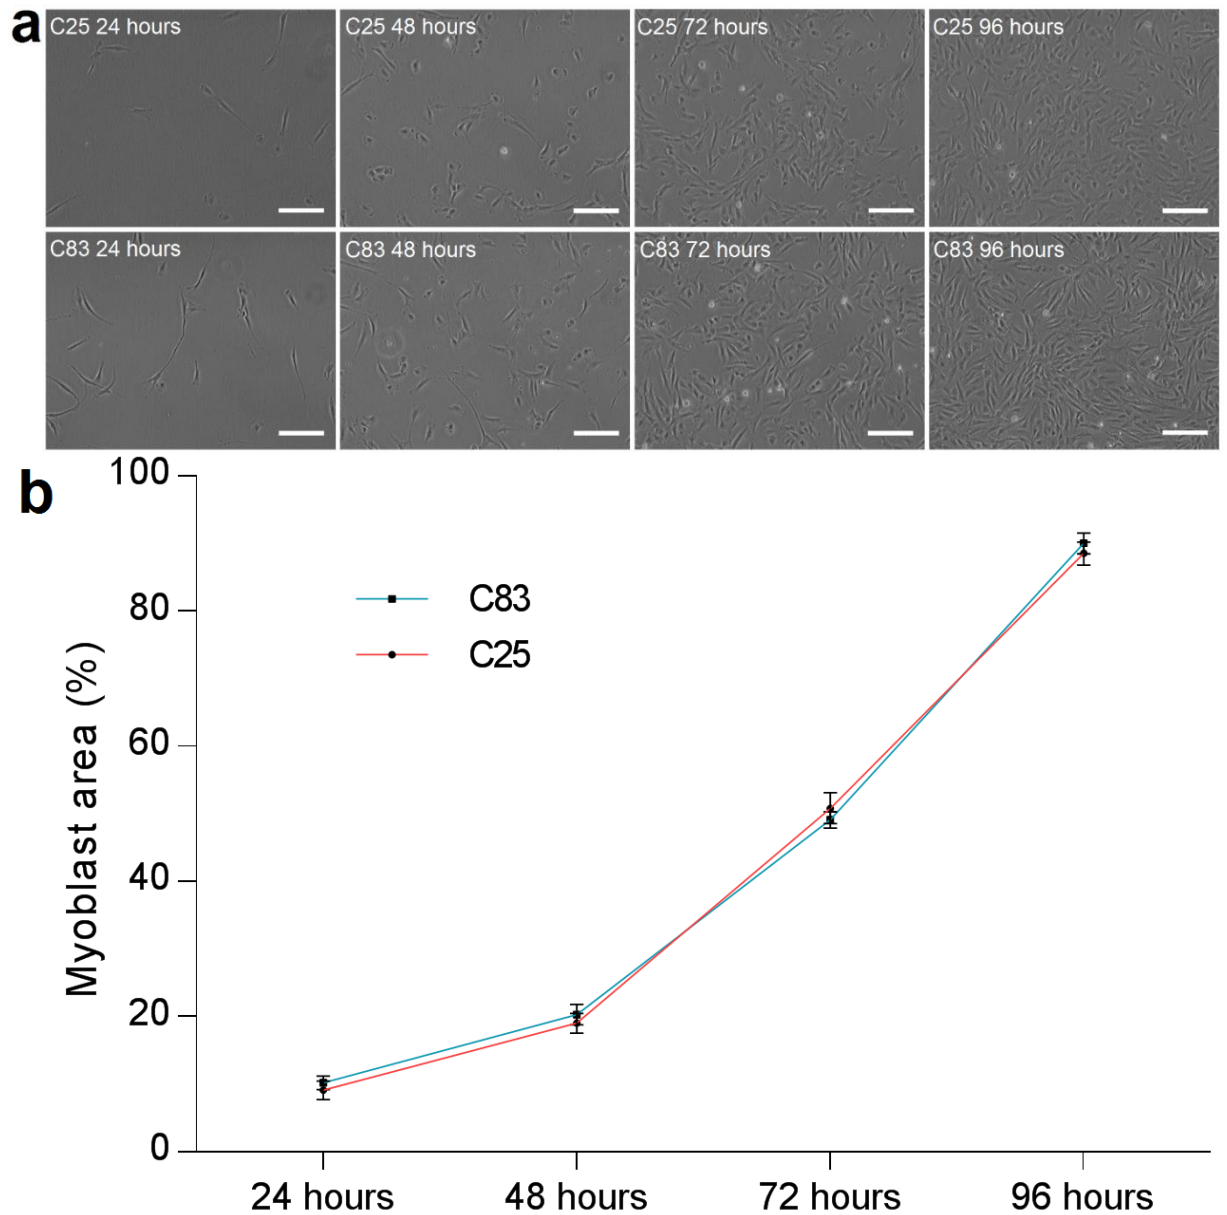 a
C25 24 hours
C25 48 hours
C25 72 hours
C25 96 hours
C83 24 hours
C83 48 hours
C83 72 hours
C83 96 hours
b
100
80
60
40
20
0
Myoblast area (%)
C83
C25
24 hours
48 hours
72 hours
96 hours